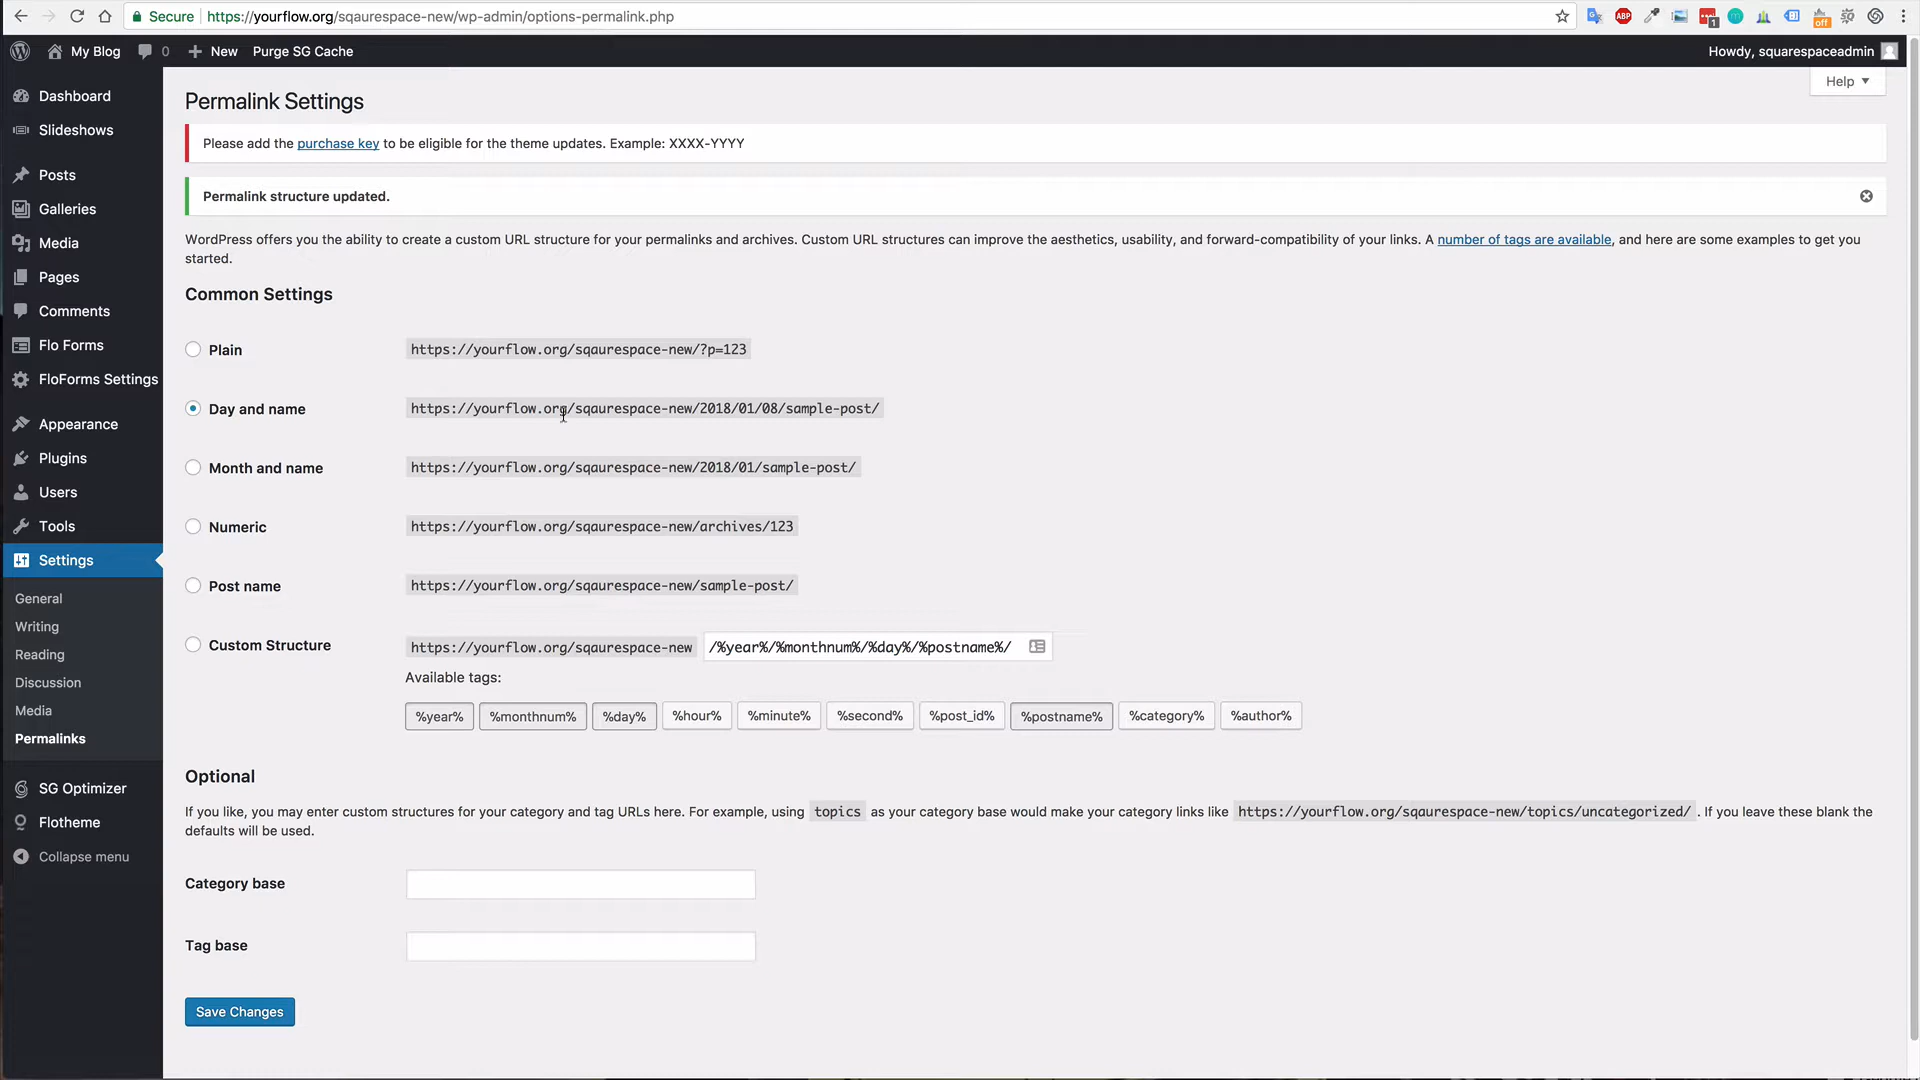 Secure https://yourflow.org/sqaurespace-new/wp-admin/options-permalink.php
ABP
1
off
My Blog 0 New Purge SG Cache
Howdy, squarespaceadmin
Help
Dashboard
Slideshows
Posts
Galleries
Media
Pages
Comments
Flo Forms
FloForms Settings
Appearance
Plugins
Users
Tools
Settings
General
Writing
Reading
Discussion
Media
Permalinks
SG Optimizer
Flotheme
Collapse menu
Permalink Settings
Please add the purchase key to be eligible for the theme updates. Example: XXXX-YYYY
Permalink structure updated.
WordPress offers you the ability to create a custom URL structure for your permalinks and archives. Custom URL structures can improve the aesthetics, usability, and forward-compatibility of your links. A number of tags are available, and here are some examples to get you
started.
Common Settings
Plain https://yourflow.org/sqaurespace-new/?p=123
Day and name https://yourflow.org/sqaurespace-new/2018/01/08/sample-post/
Month and name https://yourflow.org/sqaurespace-new/2018/01/sample-post/
Numeric https://yourflow.org/sqaurespace-new/archives/123
Post name https://yourflow.org/sqaurespace-new/sample-post/
Custom Structure https://yourflow.org/sqaurespace-new /%year%/%monthnum%/%day%/%postname%/
Available tags:
%year% %monthnum% %day% %hour% %minute% %second% %post_id% %postname% %category% %author%
Optional
If you like, you may enter custom structures for your category and tag URLs here. For example, using topics as your category base would make your category links like https://yourflow.org/sqaurespace-new/topics/uncategorized/ . If you leave these blank the
defaults will be used.
Category base
Tag base
Save Changes